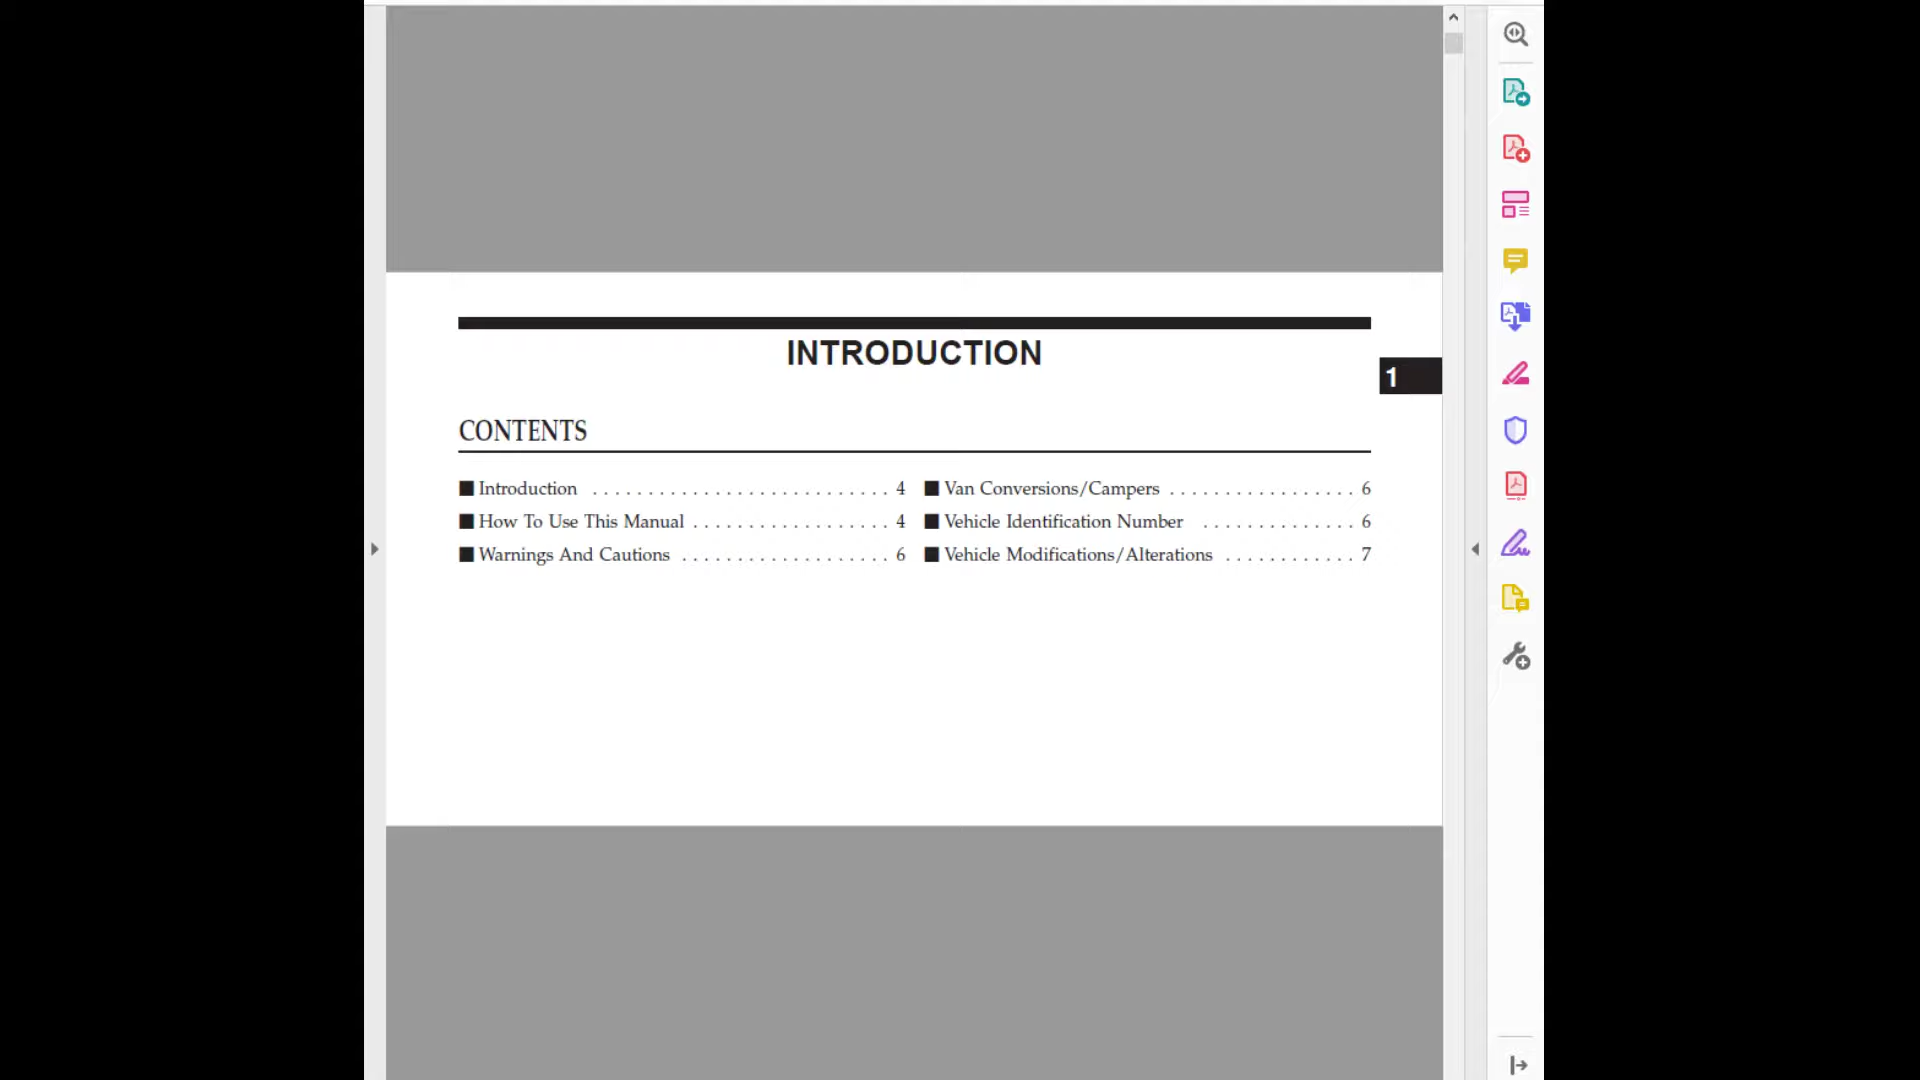 INTRODUCTION
1
CONTENTS
■ Introduction . . . . . . . . . . . . . . . . . . . . . . . . . . . 4
■ How To Use This Manual . . . . . . . . . . . . . . . . . . 4
■ Warnings And Cautions . . . . . . . . . . . . . . . . . . . 6
■ Van Conversions/Campers . . . . . . . . . . . . . . . . . 6
■ Vehicle Identification Number . . . . . . . . . . . . . . 6
■ Vehicle Modifications/Alterations . . . . . . . . . . . . 7